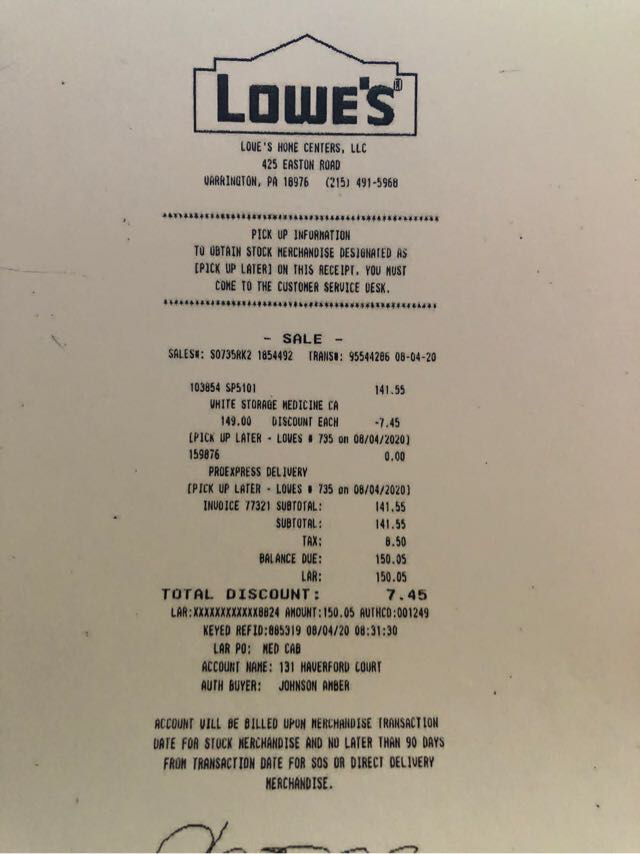 LOWE'S
LOWE'S HOME CENTERS, LLC
425 EASTON ROAD
WARRINGTON, PA 18976 (215) 491-5968
****************************************************
PICK UP INFORMATION
TO OBTAIN STOCK MERCHANDISE DESIGNATED AS
[PICK UP LATER] ON THIS RECEIPT, YOU MUST
COME TO THE CUSTOMER SERVICE DESK.
****************************************************
- SALE -
SALES#: S0735RK2 1854492 TRANS#: 95544286 08-04-20
103854 SP5101 141.55
WHITE STORAGE MEDICINE CA
149.00 DISCOUNT EACH -7.45
[PICK UP LATER - LOWES # 735 on 08/04/2020]
159876 0.00
PROEXPRESS DELIVERY
[PICK UP LATER - LOWES # 735 on 08/04/2020]
INVOICE 77321 SUBTOTAL: 141.55
SUBTOTAL: 141.55
TAX: 8.50
BALANCE DUE: 150.05
LAR: 150.05
TOTAL DISCOUNT: 7.45
LAR:XXXXXXXXXXXX8824 AMOUNT:150.05 AUTHCD:001249
KEYED REFID:885319 08/04/20 08:31:30
LAR PO: MED CAB
ACCOUNT NAME: 131 HAVERFORD COURT
AUTH BUYER: JOHNSON AMBER
ACCOUNT WILL BE BILLED UPON MERCHANDISE TRANSACTION
DATE FOR STOCK MERCHANDISE AND NO LATER THAN 90 DAYS
FROM TRANSACTION DATE FOR SOS OR DIRECT DELIVERY
MERCHANDISE.